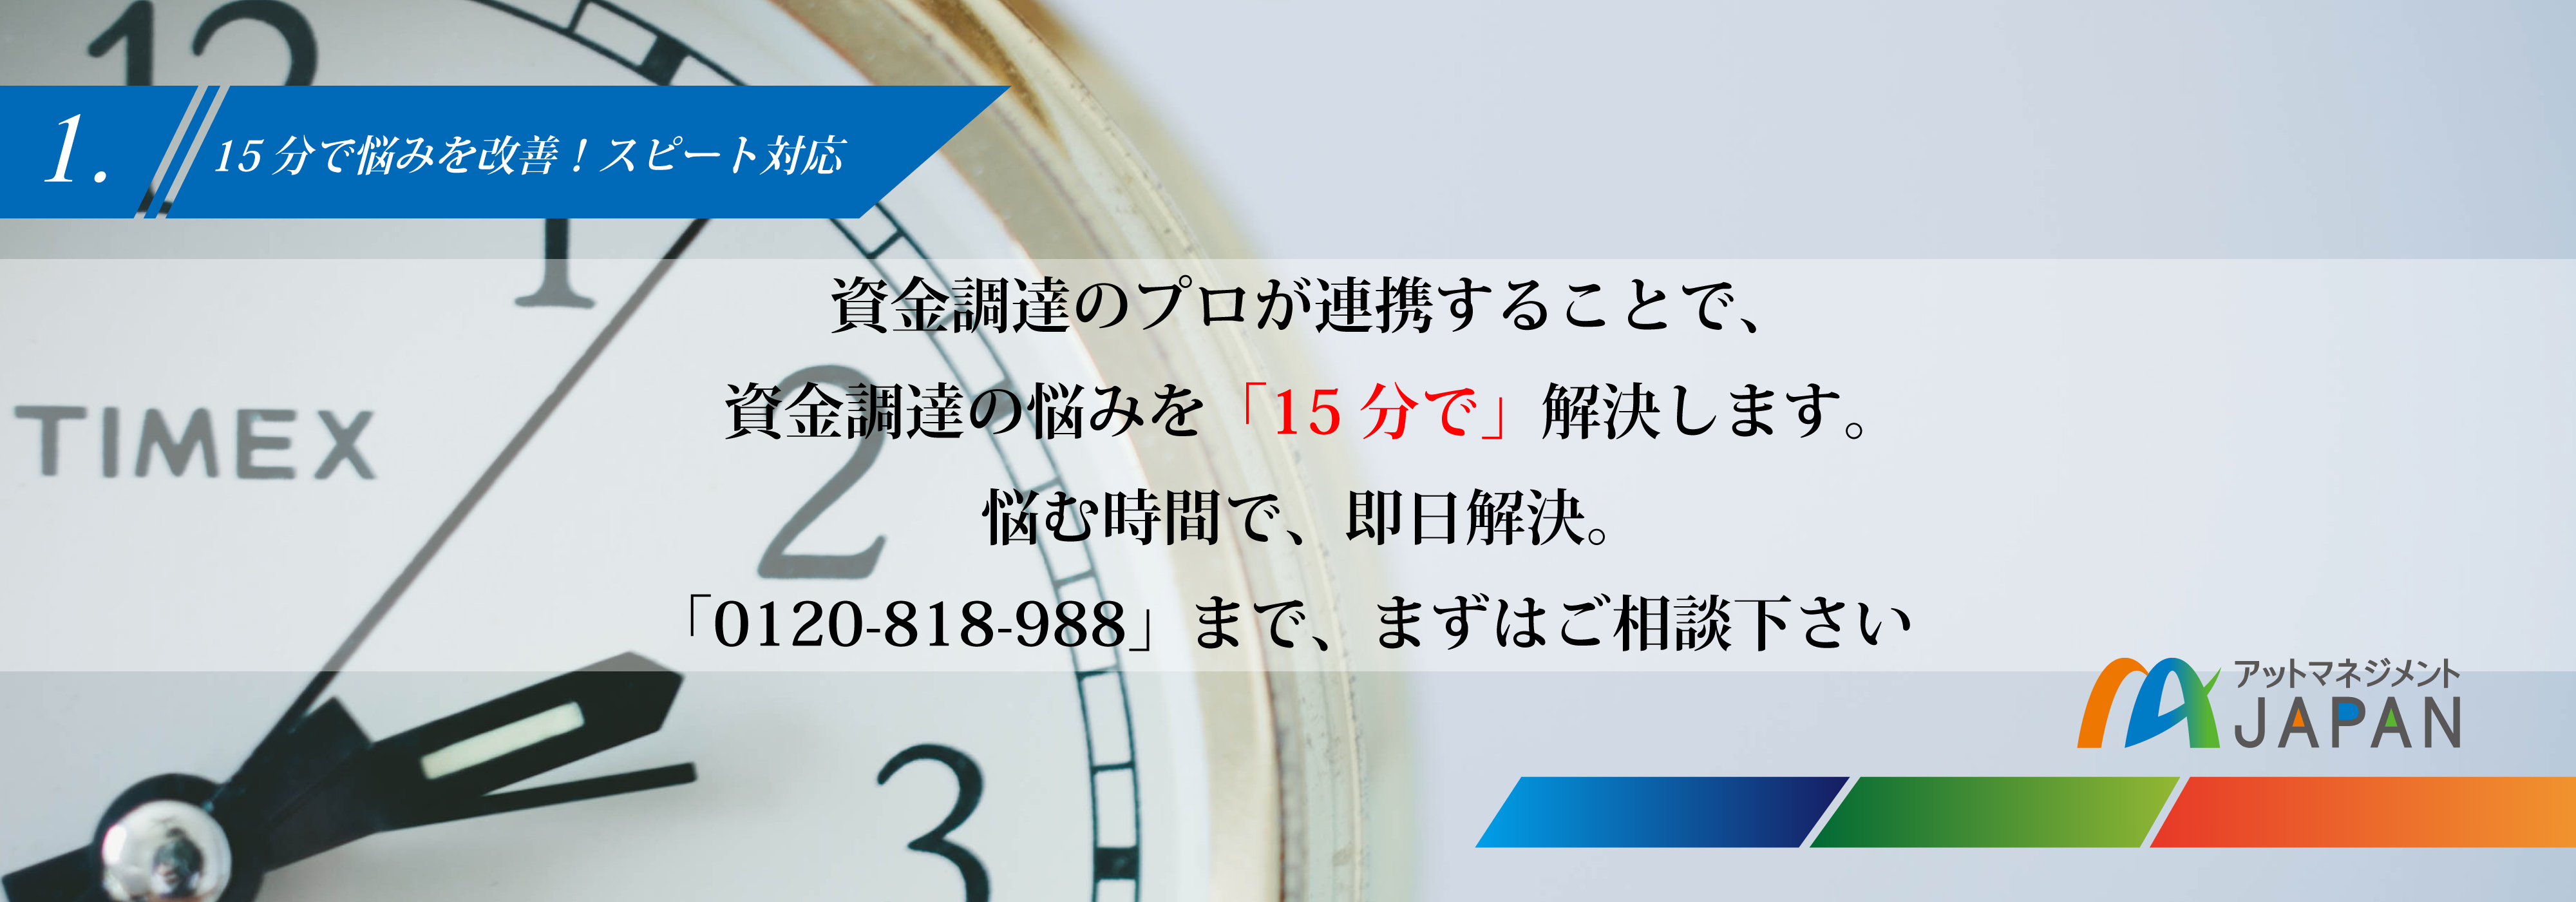 12
1.
15分で悩みを改善！スピート対応
1
資金調達のプロが連携することで、
資金調達の悩みを「15分で」解決します。
TIMEX
2
悩む時間で、即日解決。
「0120-818-988」まで、まずはご相談下さい
アットマネジメント
JAPAN
3